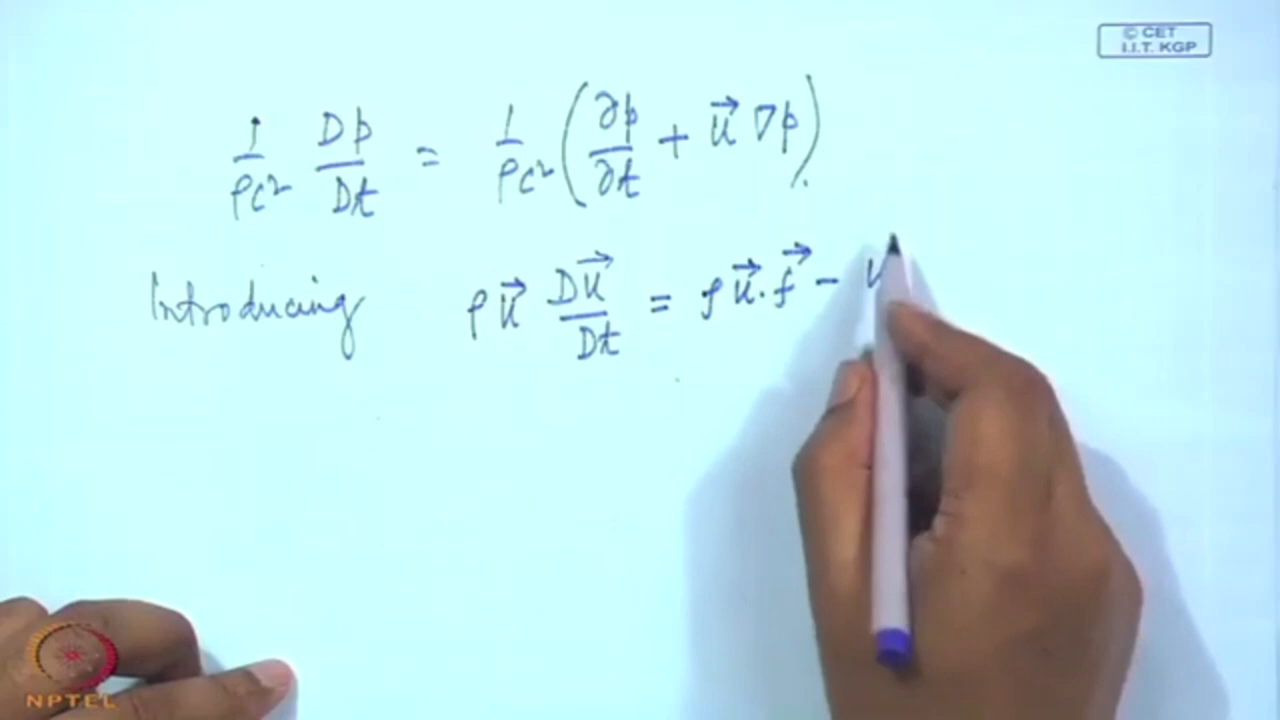 © CET
I.I.T. KGP
1/ρc² Dp/Dt = 1/ρc² (∂p/∂t + u⃗ ∇p).
Introducing ρu⃗ Du⃗/Dt = ρu⃗.f⃗ - u
NPTEL